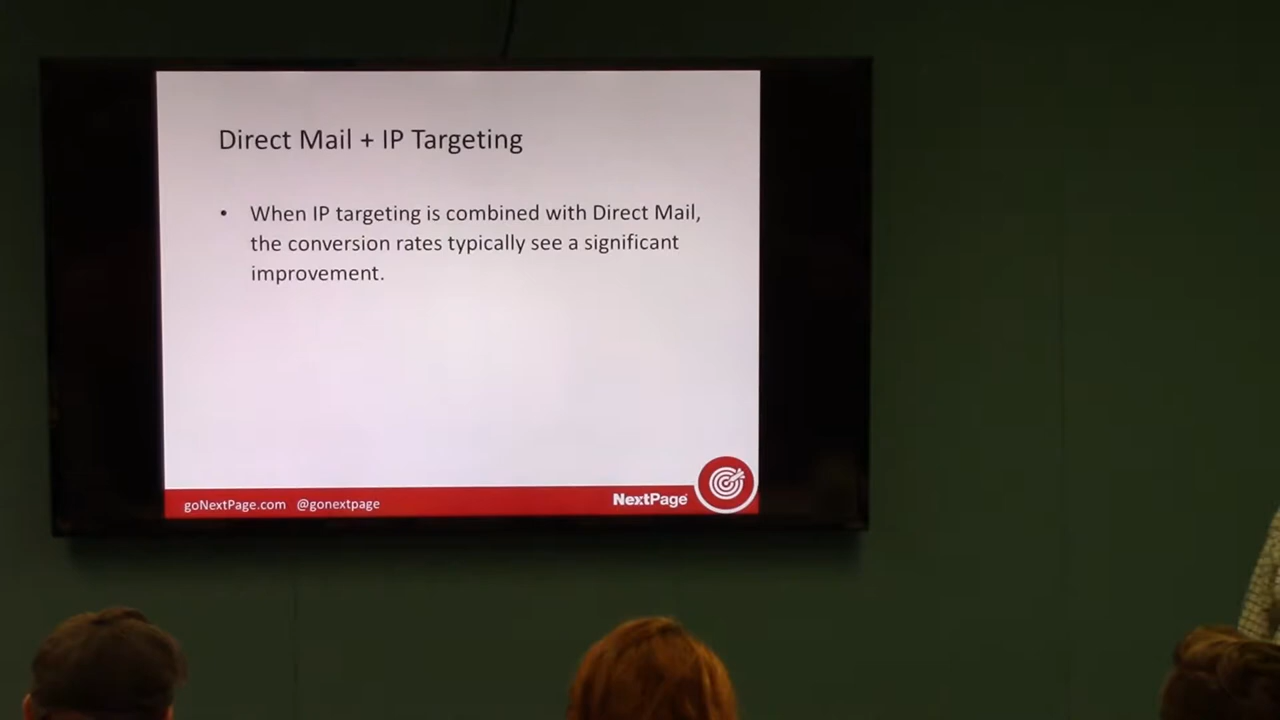 Direct Mail + IP Targeting
• When IP targeting is combined with Direct Mail,
the conversion rates typically see a significant
improvement.
goNextPage.com @gonextpage
NextPage